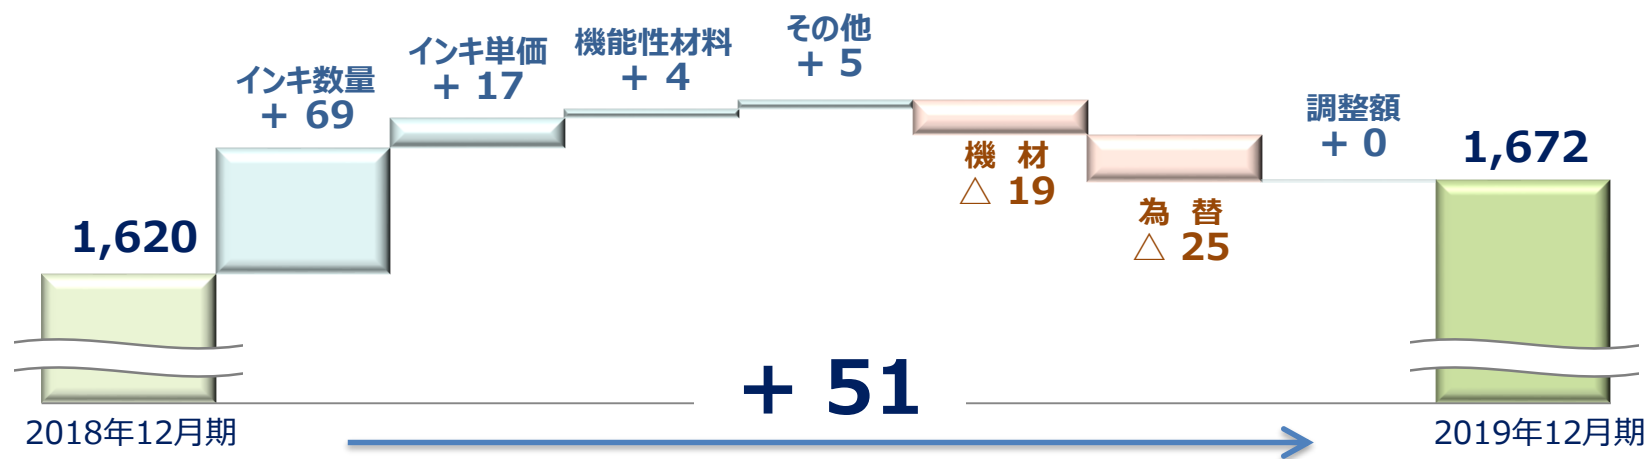 1,620
インキ数量
+ 69
インキ単価
+ 17
機能性材料
+ 4
その他
+ 5
機 材
△ 19
為 替
△ 25
調整額
+ 0
1,672
+ 51
2018年12月期
2019年12月期